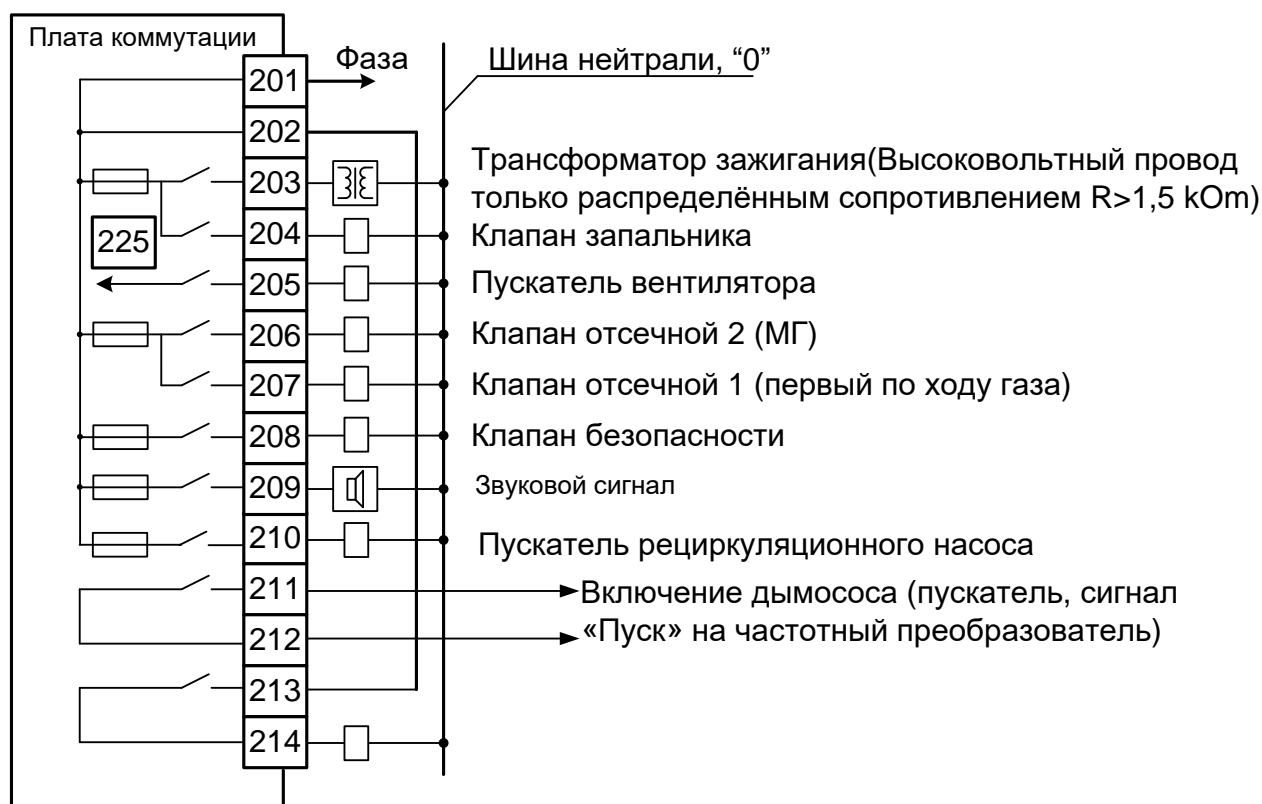 Плата коммутации
201
Фаза
Шина нейтрали, “0”
202
203
Трансформатор зажигания(Высоковольтный провод
только распределённым сопротивлением R>1,5 kOm)
204
Клапан запальника
225
205
Пускатель вентилятора
206
Клапан отсечной 2 (МГ)
207
Клапан отсечной 1 (первый по ходу газа)
208
Клапан безопасности
209
Звуковой сигнал
210
Пускатель рециркуляционного насоса
211
Включение дымососа (пускатель, сигнал
212
«Пуск» на частотный преобразователь)
213
214